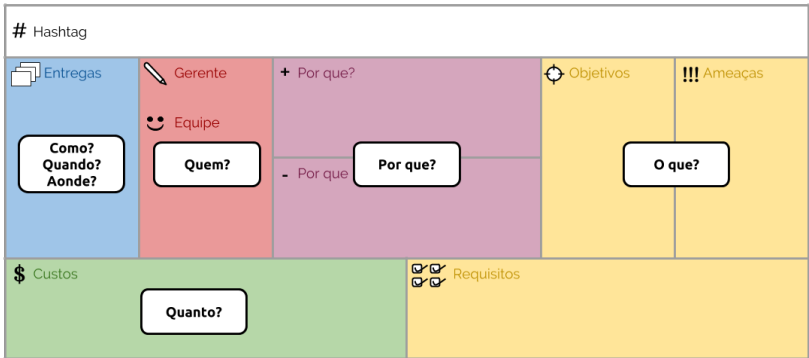 # Hashtag
Entregas
Como?
Quando?
Aonde?
Gerente
Equipe
Quem?
+ Por que?
- Por que
Por que?
Objetivos
!!! Ameaças
O que?
$ Custos
Quanto?
Requisitos